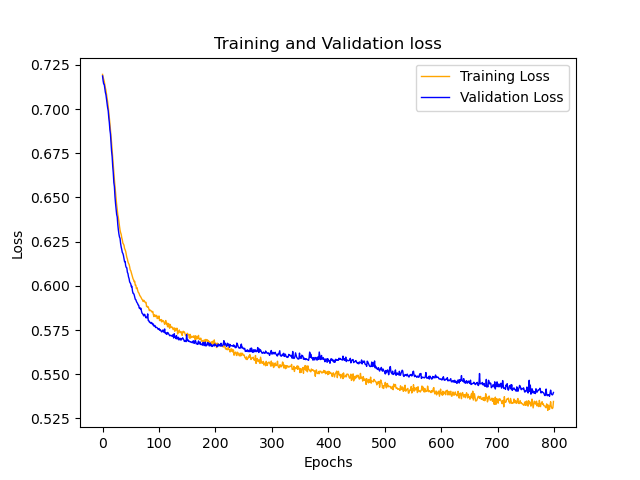 Training and Validation loss
Training Loss
Validation Loss
Loss
0.725
0.700
0.675
0.650
0.625
0.600
0.575
0.550
0.525
0 100 200 300 400 500 600 700 800
Epochs